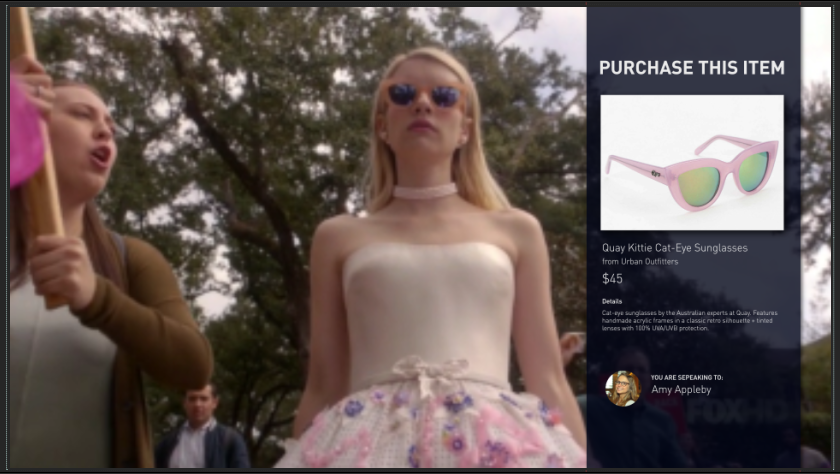 PURCHASE THIS ITEM
Quay Kittie Cat-Eye Sunglasses
from Urban Outfitters
$45
Details
Cat-eye sunglasses by the Australian experts at Quay. Features
handmade acrylic frames in a classic retro silhouette + tinted
lenses with 100% UVA/UVB protection.
YOU ARE SEPEAKING TO:
Amy Appleby
FOX HD